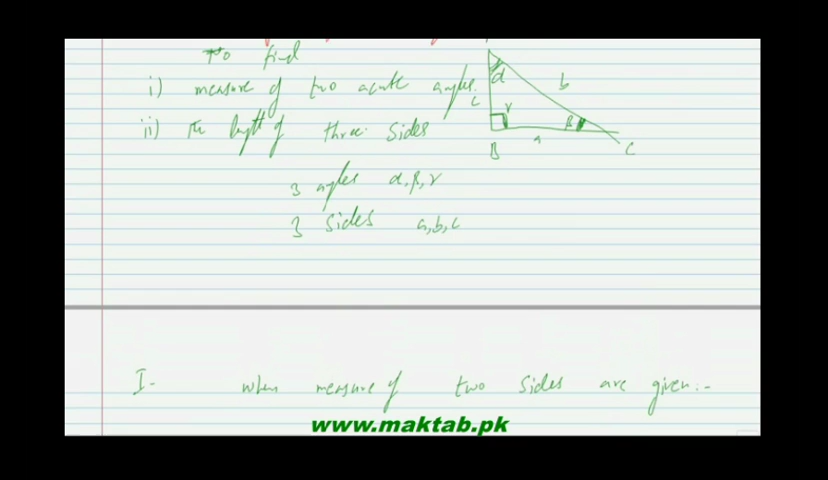 To find
i) measure of two acute angles.
ii) The length of three sides
3 angles α, β, γ
3 sides a, b, c
α
b
c
γ
β
B
a
C
I- when measure of two sides are given:-
www.maktab.pk